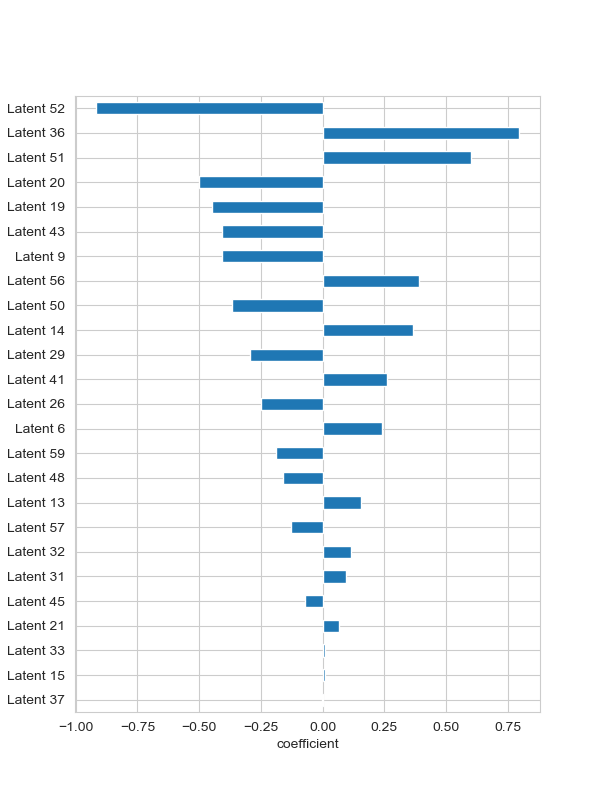 Latent 52
Latent 36
Latent 51
Latent 20
Latent 19
Latent 43
Latent 9
Latent 56
Latent 50
Latent 14
Latent 29
Latent 41
Latent 26
Latent 6
Latent 59
Latent 48
Latent 13
Latent 57
Latent 32
Latent 31
Latent 45
Latent 21
Latent 33
Latent 15
Latent 37
−1.00 −0.75 −0.50 −0.25 0.00 0.25 0.50 0.75
coefficient